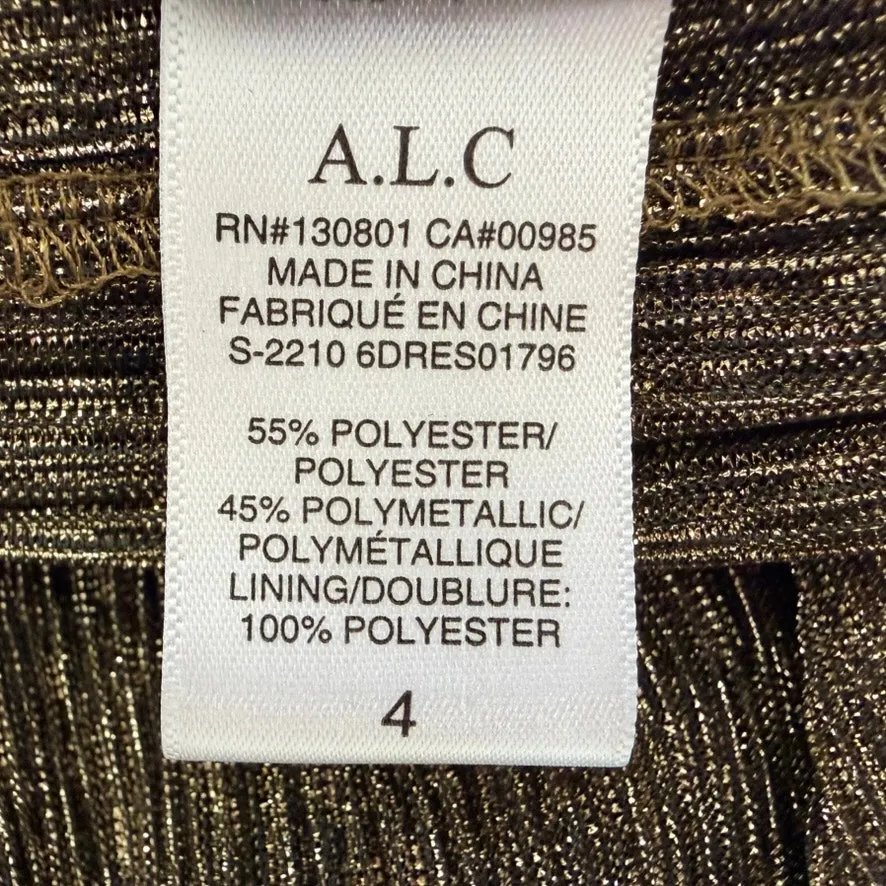 A.L.C
RN#130801 CA#00985
MADE IN CHINA
FABRIQUÉ EN CHINE
S-2210 6DRES01796
55% POLYESTER/
POLYESTER
45% POLYMETALLIC/
POLYMÉTALLIQUE
LINING/DOUBLURE:
100% POLYESTER
4